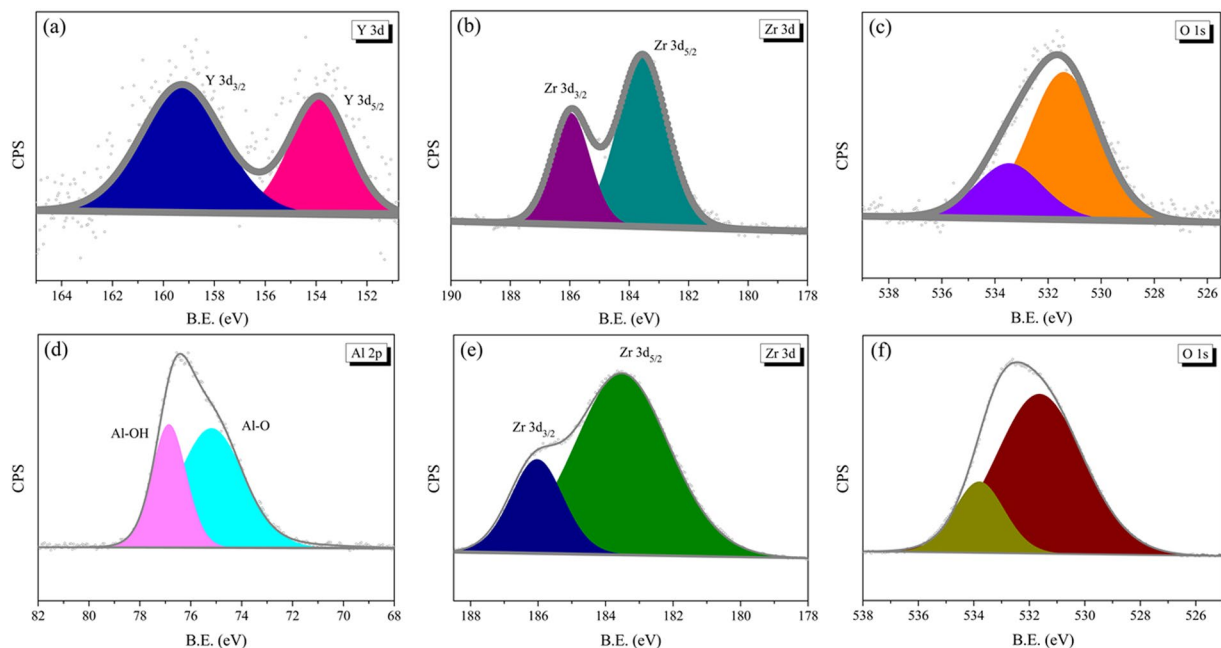 (a)
Y 3d
Y 3d3/2
Y 3d5/2
CPS
164 162 160 158 156 154 152
B.E. (eV)
(b)
Zr 3d
Zr 3d5/2
Zr 3d3/2
CPS
190 188 186 184 182 180 178
B.E. (eV)
(c)
O 1s
CPS
538 536 534 532 530 528 526
B.E. (eV)
(d)
Al 2p
Al-OH
Al-O
CPS
82 80 78 76 74 72 70 68
B.E. (eV)
(e)
Zr 3d
Zr 3d5/2
Zr 3d3/2
CPS
188 186 184 182 180 178
B.E. (eV)
(f)
O 1s
CPS
538 536 534 532 530 528 526
B.E. (eV)